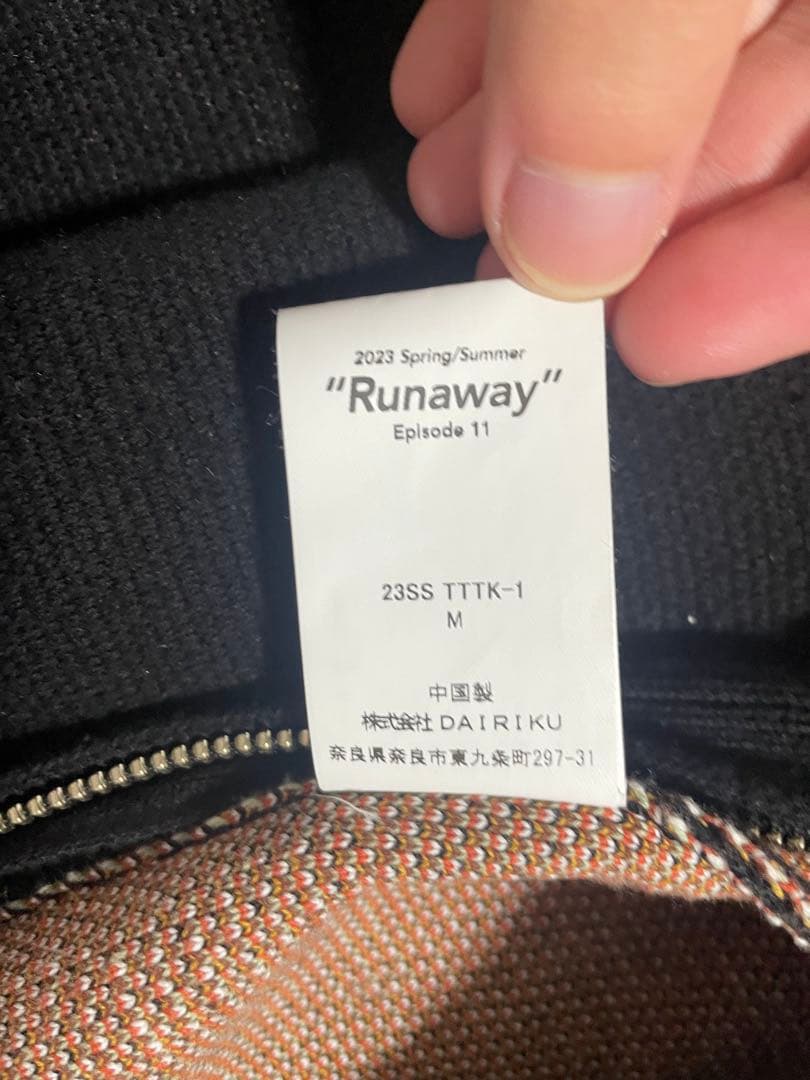 2023 Spring/Summer
"Runaway"
Episode 11
23SS TTTK-1
M
中国製
株式会社 DAIRIKU
奈良県奈良市東九条町297-31